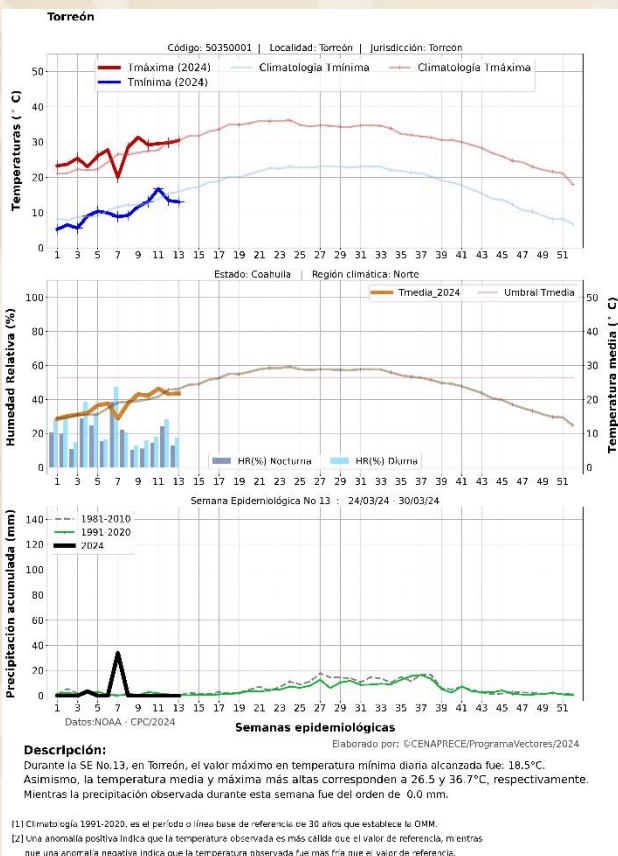 Torreón
Código: 50350001 | Localidad: Torreón | Jurisdicción: Torreón
Tmáxima (2024)
Climatología Tmínima
Climatología Tmáxima
Tmínima (2024)
Temperaturas (° C)
50
40
30
20
10
0
1 3 5 7 9 11 13 15 17 19 21 23 25 27 29 31 33 35 37 39 41 43 45 47 49 51
Estado: Coahuila | Región climática: Norte
Tmedia_2024
Umbral Tmedia
Humedad Relativa (%)
100
80
60
40
20
0
50
40
30
20
10
0
Temperatura media (° C)
HR(%) Nocturna
HR(%) Diurna
1 3 5 7 9 11 13 15 17 19 21 23 25 27 29 31 33 35 37 39 41 43 45 47 49 51
Semana Epidemiológica No 13 : 24/03/24 - 30/03/24
1981-2010
1991-2020
2024
Precipitación acumulada (mm)
140
120
100
80
60
40
20
0
1 3 5 7 9 11 13 15 17 19 21 23 25 27 29 31 33 35 37 39 41 43 45 47 49 51
Datos:NOAA - CPC/2024
Semanas epidemiológicas
Elaborado por: ©CENAPRECE/ProgramaVectores/2024
Descripción:
Durante la SE No.13, en Torreón, el valor máximo en temperatura mínima diaria alcanzada fue: 18.5°C.
Asimismo, la temperatura media y máxima más altas corresponden a 26.5 y 36.7°C, respectivamente.
Mientras la precipitación observada durante esta semana fue del orden de 0.0 mm.
[1] Climatología 1991-2020, es el período o línea base de referencia de 30 años que establece la OMM.
[2] Una anomalía positiva indica que la temperatura observada es más cálida que el valor de referencia, mientras
que una anomalía negativa indica que la temperatura observada fue más fría que el valor de referencia.